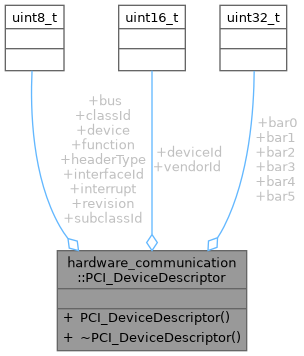 uint8_t
uint16_t
uint32_t
+bus
+classId
+device
+function
+headerType
+interfaceId
+interrupt
+revision
+subclassId
+deviceId
+vendorId
+bar0
+bar1
+bar2
+bar3
+bar4
+bar5
hardware_communication
::PCI_DeviceDescriptor
+ PCI_DeviceDescriptor()
+ ~PCI_DeviceDescriptor()